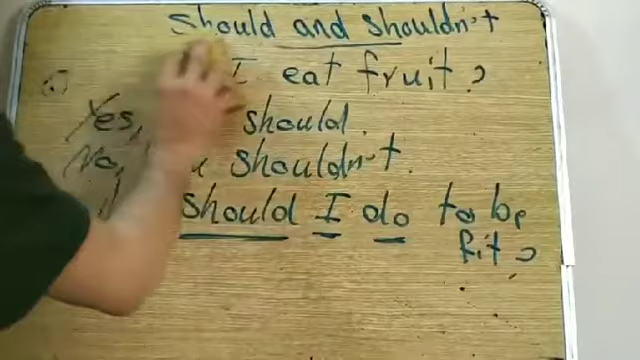 should and shouldn't
I eat fruit?
Yes, should.
No, shouldn't.
should I do to be
fit?